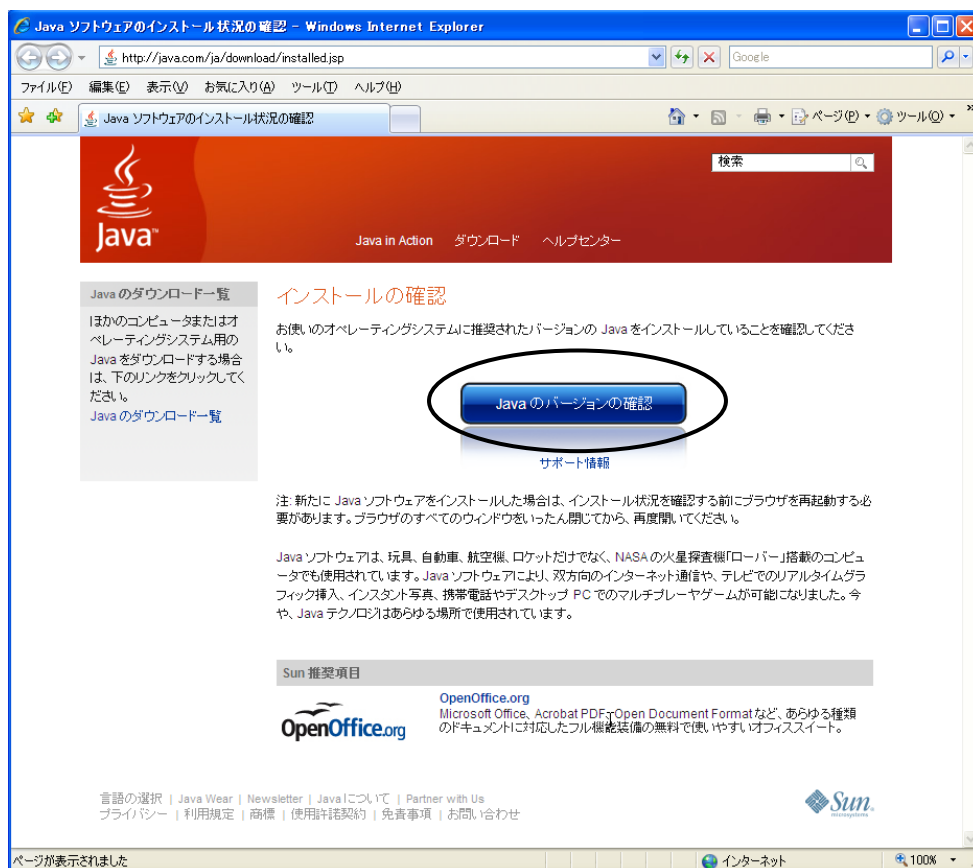 Java ソフトウェアのインストール状況の確認 - Windows Internet Explorer
http://java.com/ja/download/installed.jsp
Google
ファイル(F) 編集(E) 表示(V) お気に入り(A) ツール(T) ヘルプ(H)
Java ソフトウェアのインストール状況の確認
ページ(P) ツール(O)
Java™
検索
Java in Action ダウンロード ヘルプセンター
Java のダウンロード一覧
ほかのコンピュータまたはオ
ペレーティングシステム用の
Java をダウンロードする場合
は、下のリンクをクリックしてく
ださい。
Java のダウンロード一覧
インストールの確認
お使いのオペレーティングシステムに推奨されたバージョンの Java をインストールしていることを確認してくださ
い。
Java のバージョンの確認
サポート情報
注: 新たに Java ソフトウェアをインストールした場合は、インストール状況を確認する前にブラウザを再起動する必
要があります。ブラウザのすべてのウィンドウをいったん閉じてから、再度開いてください。
Java ソフトウェアは、玩具、自動車、航空機、ロケットだけでなく、NASA の火星探査機「ローバー」搭載のコンピュ
ータでも使用されています。Java ソフトウェアにより、双方向のインターネット通信や、テレビでのリアルタイムグラ
フィック挿入、インスタント写真、携帯電話やデスクトップ PC でのマルチプレーヤゲームが可能になりました。今
や、Java テクノロジはあらゆる場所で使用されています。
Sun 推奨項目
OpenOffice.org
OpenOffice.org
Microsoft Office、Acrobat PDF、Open Document Format など、あらゆる種類
のドキュメントに対応したフル機能装備の無料で使いやすいオフィススイート。
言語の選択 | Java Wear | Newsletter | Java について | Partner with Us
プライバシー | 利用規定 | 商標 | 使用許諾契約 | 免責事項 | お問い合わせ
Sun
microsystems
ページが表示されました
インターネット
100%